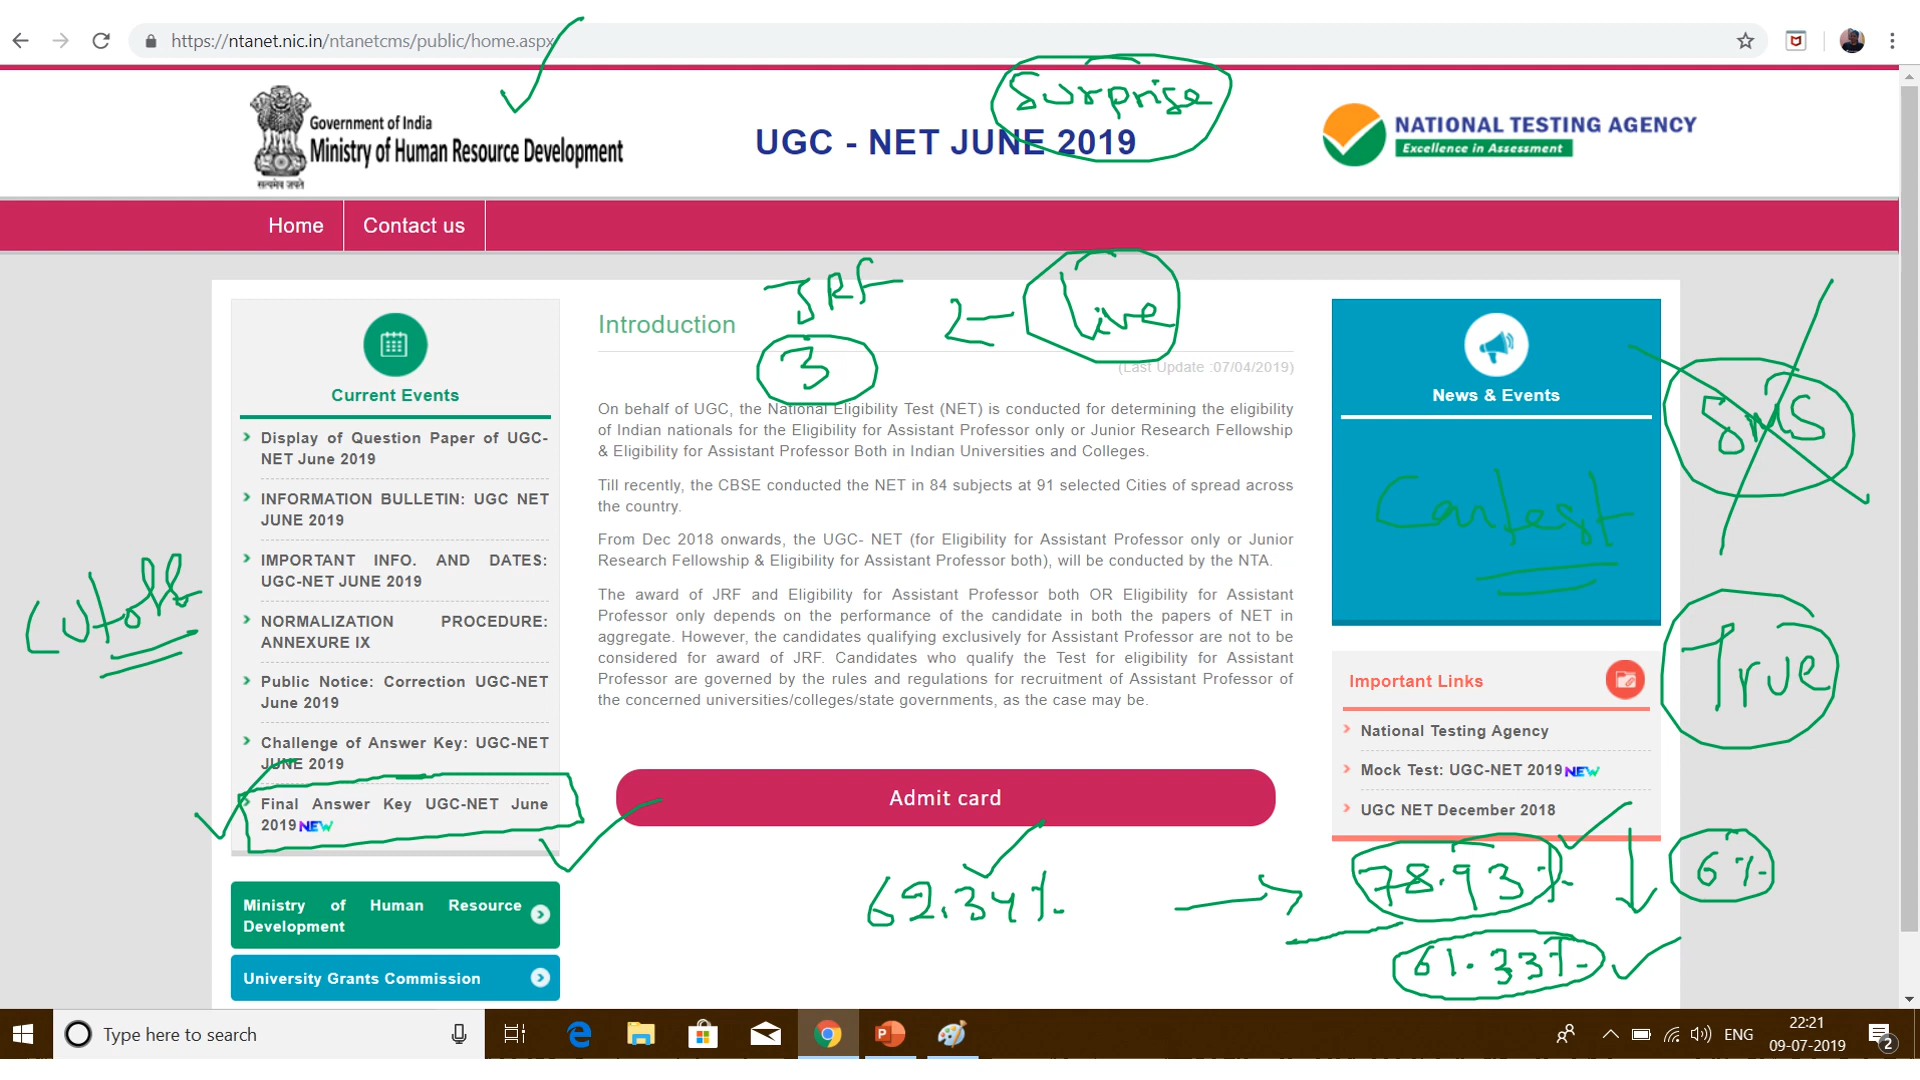 https://ntanet.nic.in/ntanetcms/public/home.aspx
Surprise
सत्यमेव जयते
Government of India
Ministry of Human Resource Development
UGC - NET JUNE 2019
NATIONAL TESTING AGENCY
Excellence in Assessment
Home
Contact us
JRF
3
2- Live
Current Events
Display of Question Paper of UGC-
NET June 2019
INFORMATION BULLETIN: UGC NET
JUNE 2019
IMPORTANT INFO. AND DATES:
UGC-NET JUNE 2019
NORMALIZATION PROCEDURE:
ANNEXURE IX
Public Notice: Correction UGC-NET
June 2019
Challenge of Answer Key: UGC-NET
JUNE 2019
Final Answer Key UGC-NET June
2019 NEW
Cutoff
Ministry of Human Resource
Development
University Grants Commission
Introduction
(Last Update :07/04/2019)
On behalf of UGC, the National Eligibility Test (NET) is conducted for determining the eligibility
of Indian nationals for the Eligibility for Assistant Professor only or Junior Research Fellowship
& Eligibility for Assistant Professor Both in Indian Universities and Colleges.
Till recently, the CBSE conducted the NET in 84 subjects at 91 selected Cities of spread across
the country.
From Dec 2018 onwards, the UGC- NET (for Eligibility for Assistant Professor only or Junior
Research Fellowship & Eligibility for Assistant Professor both), will be conducted by the NTA.
The award of JRF and Eligibility for Assistant Professor both OR Eligibility for Assistant
Professor only depends on the performance of the candidate in both the papers of NET in
aggregate. However, the candidates qualifying exclusively for Assistant Professor are not to be
considered for award of JRF. Candidates who qualify the Test for eligibility for Assistant
Professor are governed by the rules and regulations for recruitment of Assistant Professor of
the concerned universities/colleges/state governments, as the case may be.
Admit card
62.34%
News & Events
Contest
SMS
True
Important Links
National Testing Agency
Mock Test: UGC-NET 2019 NEW
UGC NET December 2018
78.93%
6%
61.33%
Type here to search
ENG
22:21
09-07-2019
2